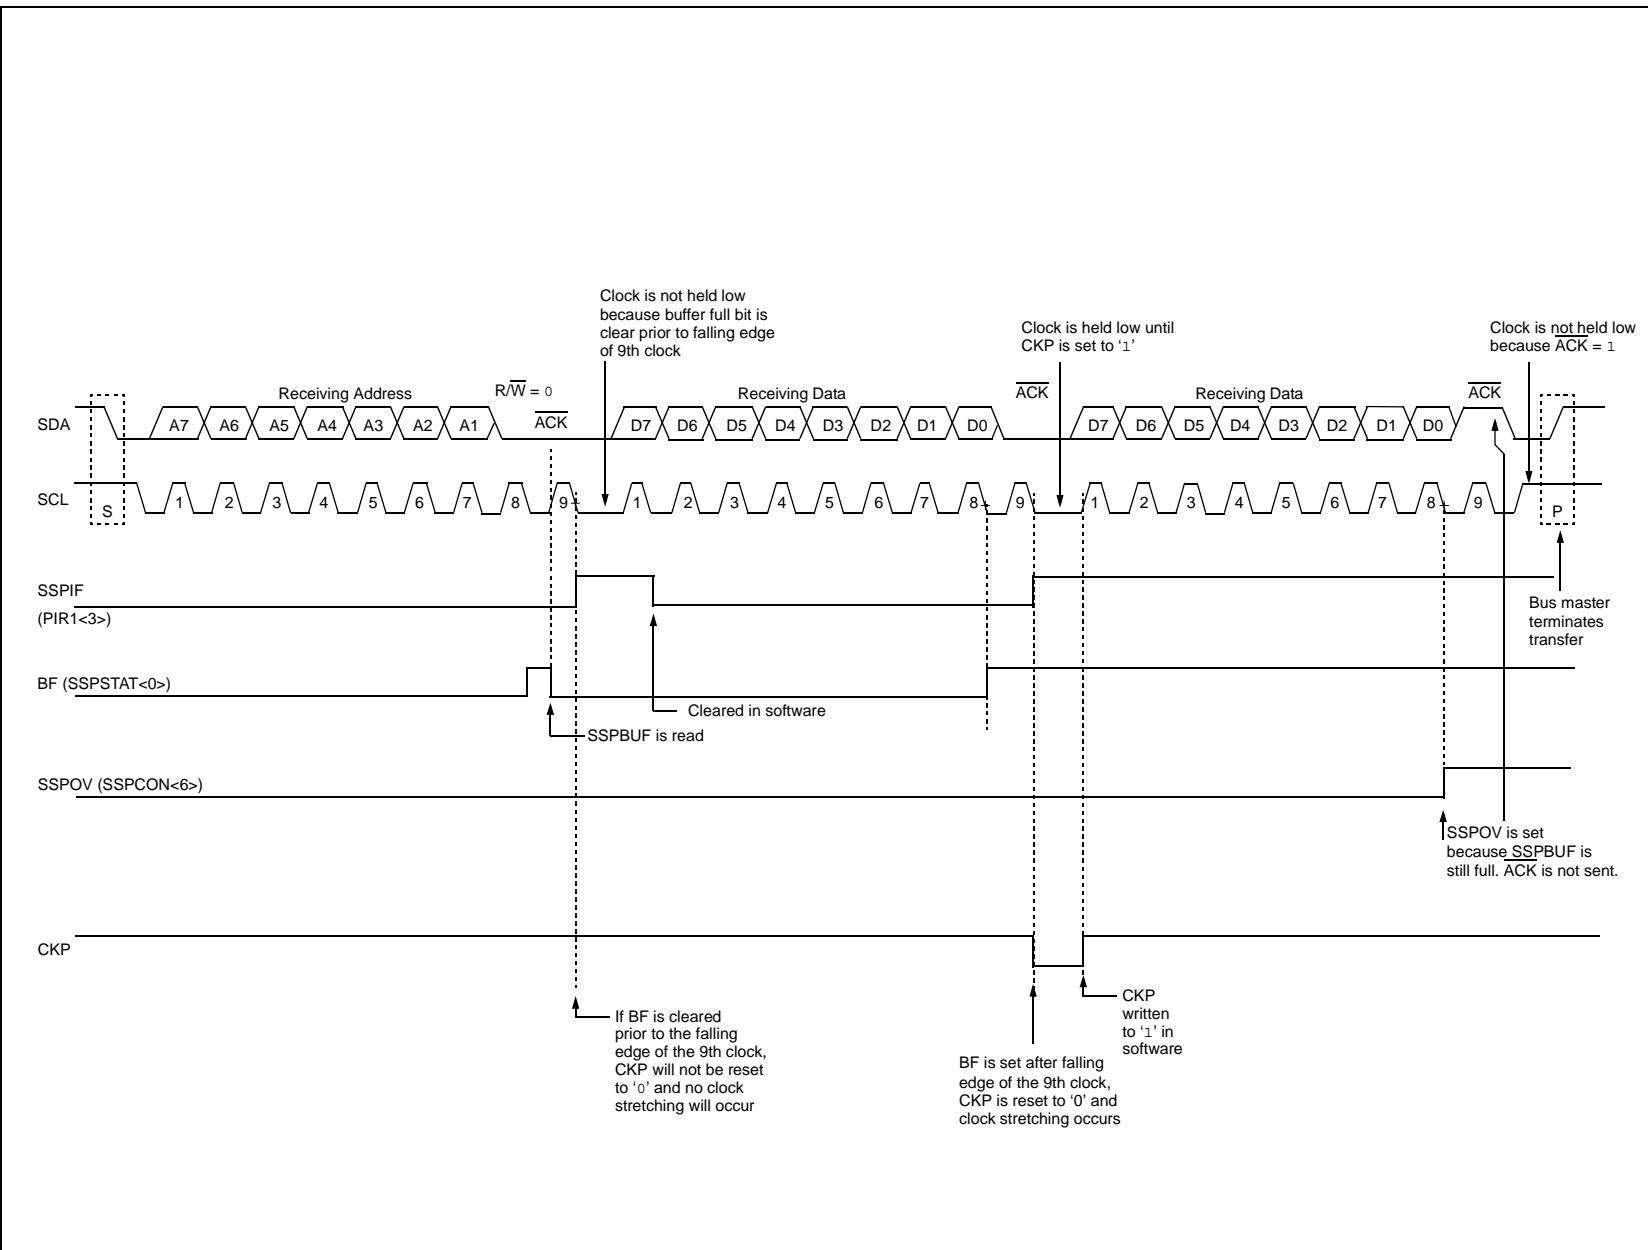 Clock is not held low
because buffer full bit is
clear prior to falling edge
of 9th clock
Clock is held low until
CKP is set to ‘1’
Clock is not held low
because ACK = 1
Receiving Address
R/W = 0
ACK
Receiving Data
ACK
Receiving Data
ACK
SDA
A7 A6 A5 A4 A3 A2 A1
D7 D6 D5 D4 D3 D2 D1 D0
D7 D6 D5 D4 D3 D2 D1 D0
SCL
S
1 2 3 4 5 6 7 8 9
1 2 3 4 5 6 7 8 9
1 2 3 4 5 6 7 8 9
P
SSPIF
(PIR1<3>)
Bus master
terminates
transfer
BF (SSPSTAT<0>)
Cleared in software
SSPBUF is read
SSPOV (SSPCON<6>)
SSPOV is set
because SSPBUF is
still full. ACK is not sent.
CKP
If BF is cleared
prior to the falling
edge of the 9th clock,
CKP will not be reset
to ‘0’ and no clock
stretching will occur
BF is set after falling
edge of the 9th clock,
CKP is reset to ‘0’ and
clock stretching occurs
CKP
written
to ‘1’ in
software